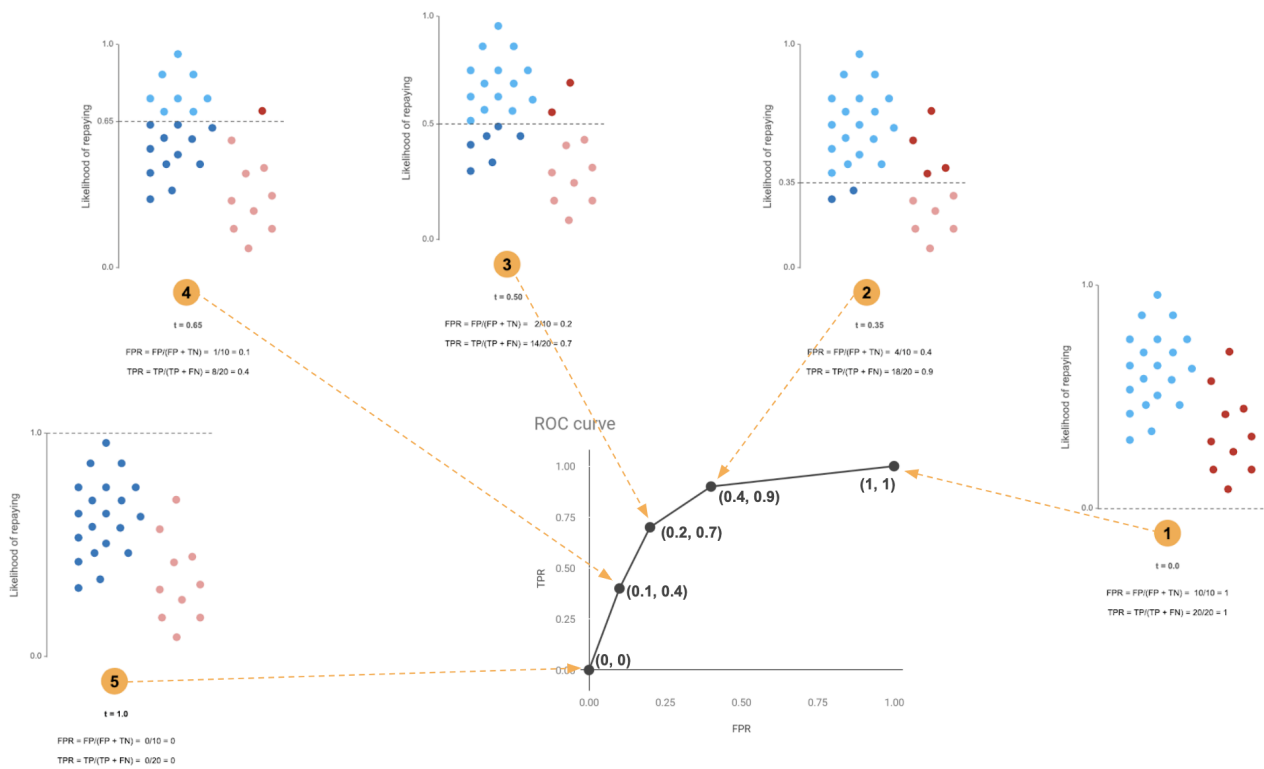 1.0
Likelihood of repaying
0.65
0.0
4
t = 0.65
FPR = FP/(FP + TN) = 1/10 = 0.1
TPR = TP/(TP + FN) = 8/20 = 0.4
1.0
Likelihood of repaying
0.5
0.0
3
t = 0.50
FPR = FP/(FP + TN) = 2/10 = 0.2
TPR = TP/(TP + FN) = 14/20 = 0.7
1.0
Likelihood of repaying
0.35
0.0
2
t = 0.35
FPR = FP/(FP + TN) = 4/10 = 0.4
TPR = TP/(TP + FN) = 18/20 = 0.9
1.0
Likelihood of repaying
0.0
1
t = 0.0
FPR = FP/(FP + TN) = 10/10 = 1
TPR = TP/(TP + FN) = 20/20 = 1
1.0
Likelihood of repaying
0.0
5
t = 1.0
FPR = FP/(FP + TN) = 0/10 = 0
TPR = TP/(TP + FN) = 0/20 = 0
ROC curve
1.00
0.75
0.50
0.25
0.00
TPR
(1, 1)
(0.4, 0.9)
(0.2, 0.7)
(0.1, 0.4)
(0, 0)
0.00 0.25 0.50 0.75 1.00
FPR